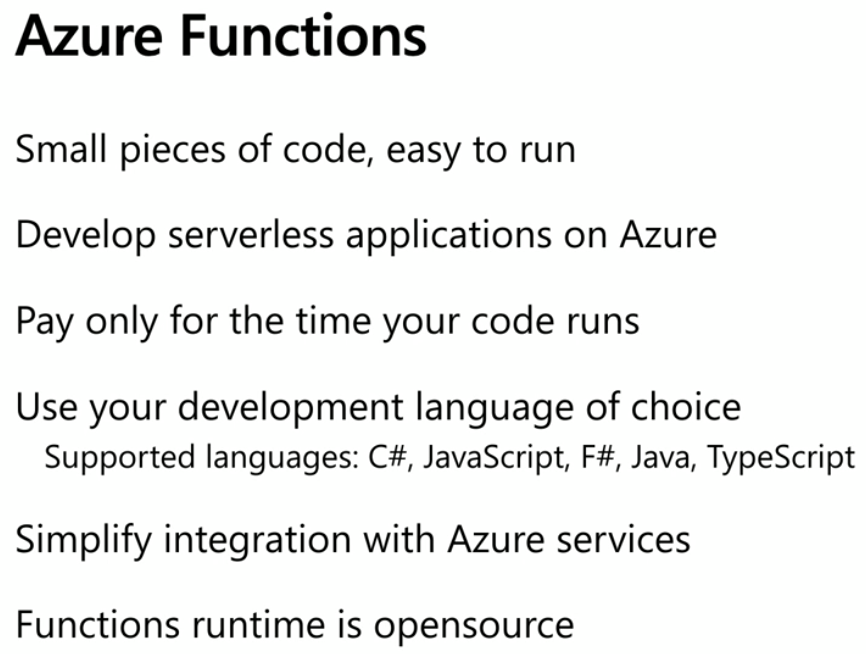 Azure Functions
Small pieces of code, easy to run
Develop serverless applications on Azure
Pay only for the time your code runs
Use your development language of choice
Supported languages: C#, JavaScript, F#, Java, TypeScript
Simplify integration with Azure services
Functions runtime is opensource